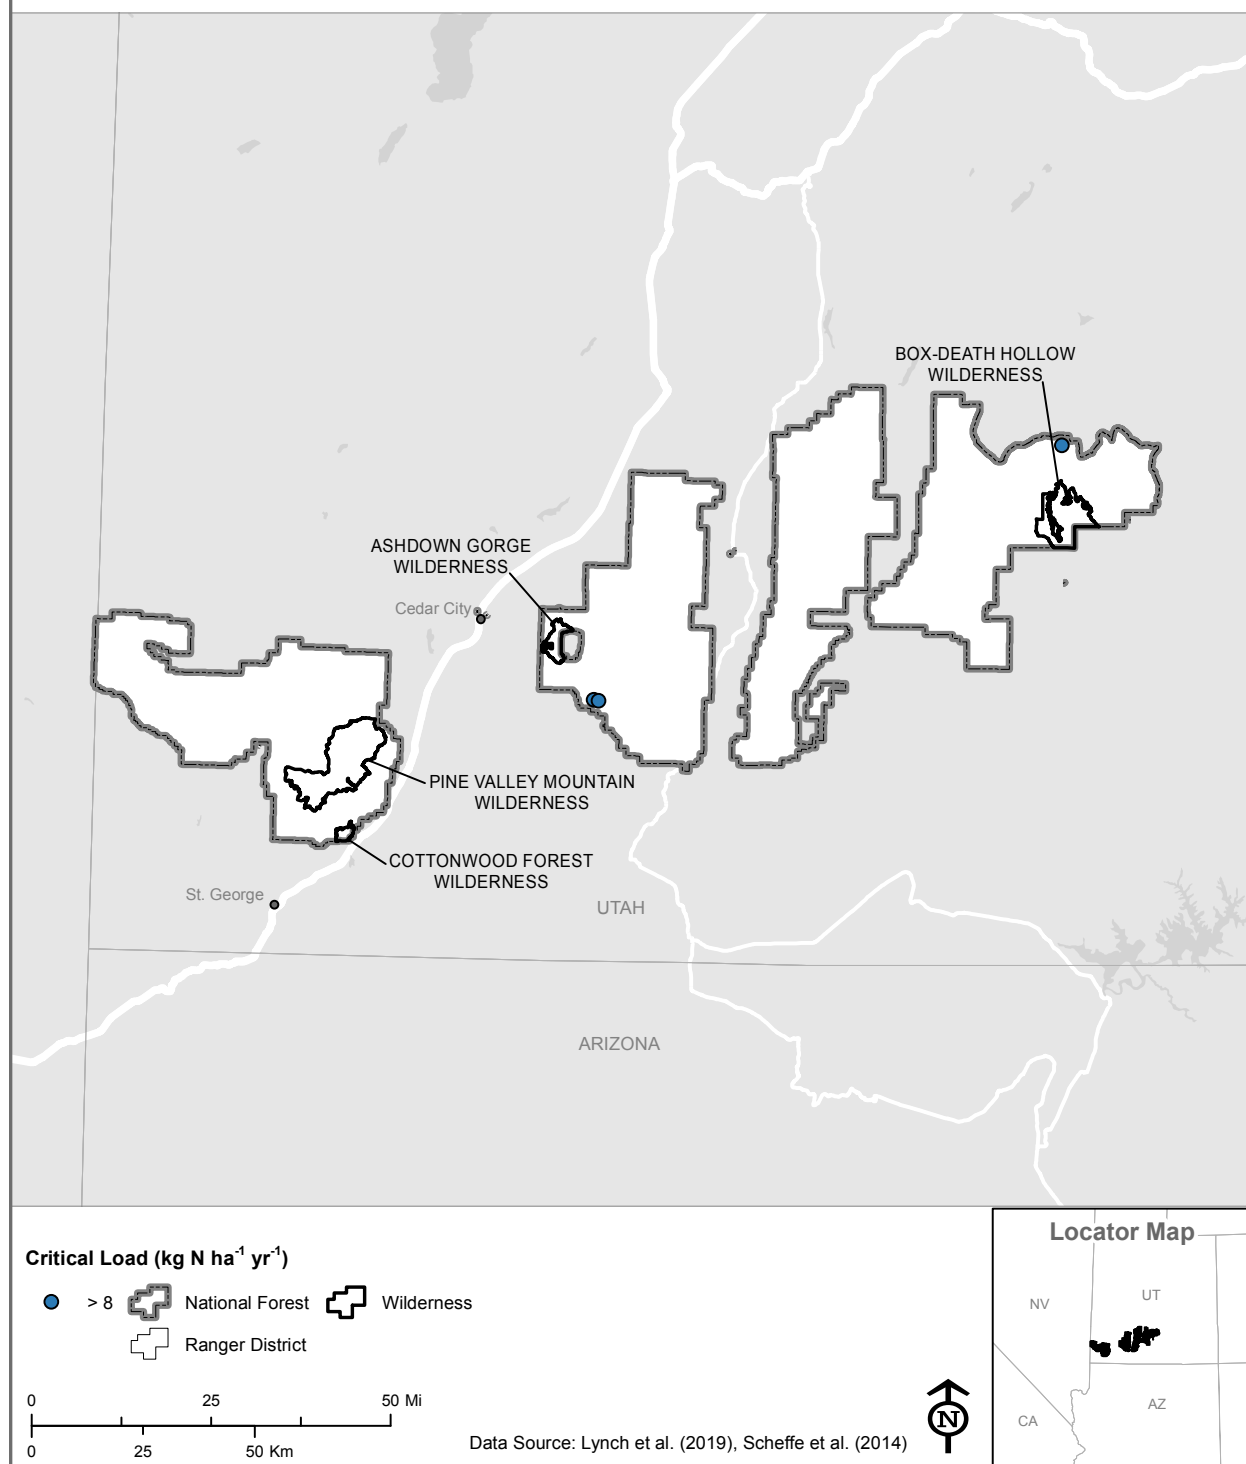 BOX-DEATH HOLLOW
WILDERNESS
ASHDOWN GORGE
WILDERNESS
Cedar City
PINE VALLEY MOUNTAIN
WILDERNESS
COTTONWOOD FOREST
WILDERNESS
St. George
UTAH
ARIZONA
Critical Load (kg N ha⁻¹ yr⁻¹)
> 8
National Forest
Wilderness
Ranger District
0 25 50 Mi
0 25 50 Km
Data Source: Lynch et al. (2019), Scheffe et al. (2014)
N
Locator Map
NV
UT
CA
AZ